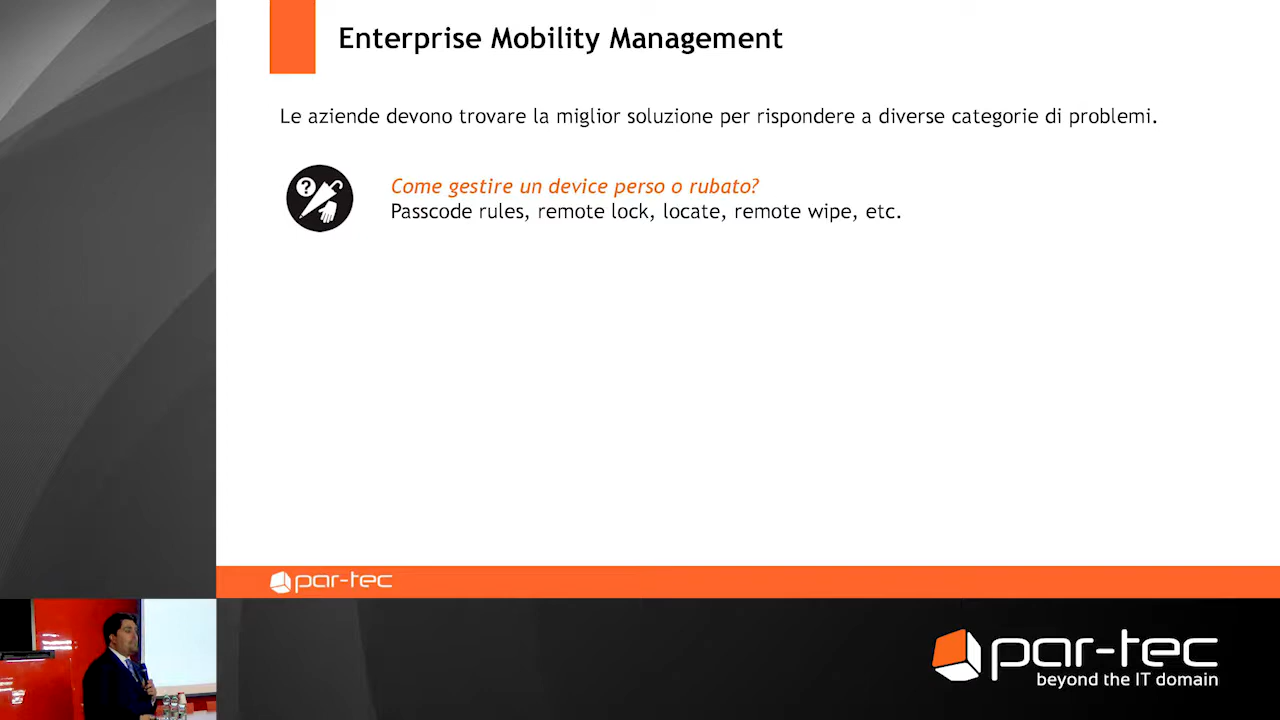 Enterprise Mobility Management
Le aziende devono trovare la miglior soluzione per rispondere a diverse categorie di problemi.
?
Come gestire un device perso o rubato?
Passcode rules, remote lock, locate, remote wipe, etc.
par-tec
par-tec
beyond the IT domain